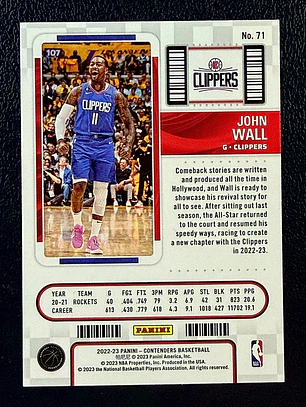 No. 71
107
CLIPPERS
JOHN
WALL
G • CLIPPERS
CLIPPERS
11
Comeback stories are written
and produced all the time in
Hollywood, and Wall is ready to
showcase his revival story for
all to see. After sitting out last
season, the All-Star returned
to the court and resumed his
speedy ways, racing to create
a new chapter with the Clippers
in 2022-23.
YEAR TEAM G FG% FT% 3PM RPG APG STL BLK PTS PPG
20-21 ROCKETS 40 .404 .749 79 3.2 6.9 42 31 823 20.6
CAREER 613 .430 .779 618 4.3 9.1 1018 427 11702 19.1
PANINI
2022-23 PANINI - CONTENDERS BASKETBALL
© 2023 Panini America, Inc.
© 2023 NBA Properties, Inc. Produced in the USA.
© 2023 the National Basketball Players Association. All rights reserved.
NBA